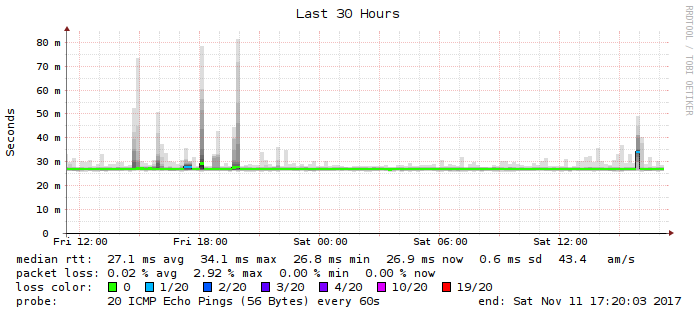 Last 30 Hours
RRDTOOL / TOBI OETIKER
Seconds
80 m
70 m
60 m
50 m
40 m
30 m
20 m
10 m
0
Fri 12:00 Fri 18:00 Sat 00:00 Sat 06:00 Sat 12:00
median rtt: 27.1 ms avg 34.1 ms max 26.8 ms min 26.9 ms now 0.6 ms sd 43.4 am/s
packet loss: 0.02 % avg 2.92 % max 0.00 % min 0.00 % now
loss color: 0 1/20 2/20 3/20 4/20 10/20 19/20
probe: 20 ICMP Echo Pings (56 Bytes) every 60s end: Sat Nov 11 17:20:03 2017